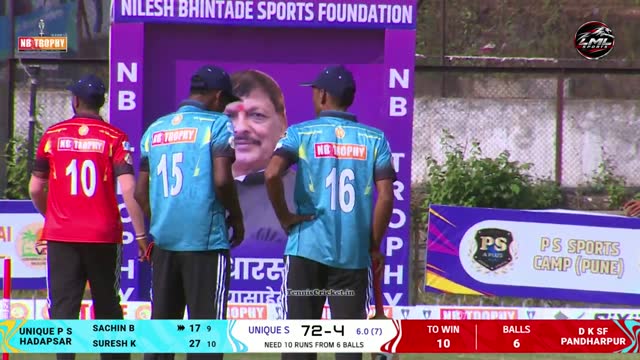 NILESH BHINTADE SPORTS FOUNDATION
NB TROPHY
LML
SPORTS
NB
TROPHY
NB
TROPHY
NB TROPHY
NB TROPHY
10
15
16
PS
P S SPORTS
CAMP (PUNE)
TennisCricket.in
UNIQUE P S
HADAPSAR
SACHIN B 17 9
SURESH K 27 10
UNIQUE S 72-4 6.0 (7)
NEED 10 RUNS FROM 6 BALLS
TO WIN
10
BALLS
6
D K SF
PANDHARPUR